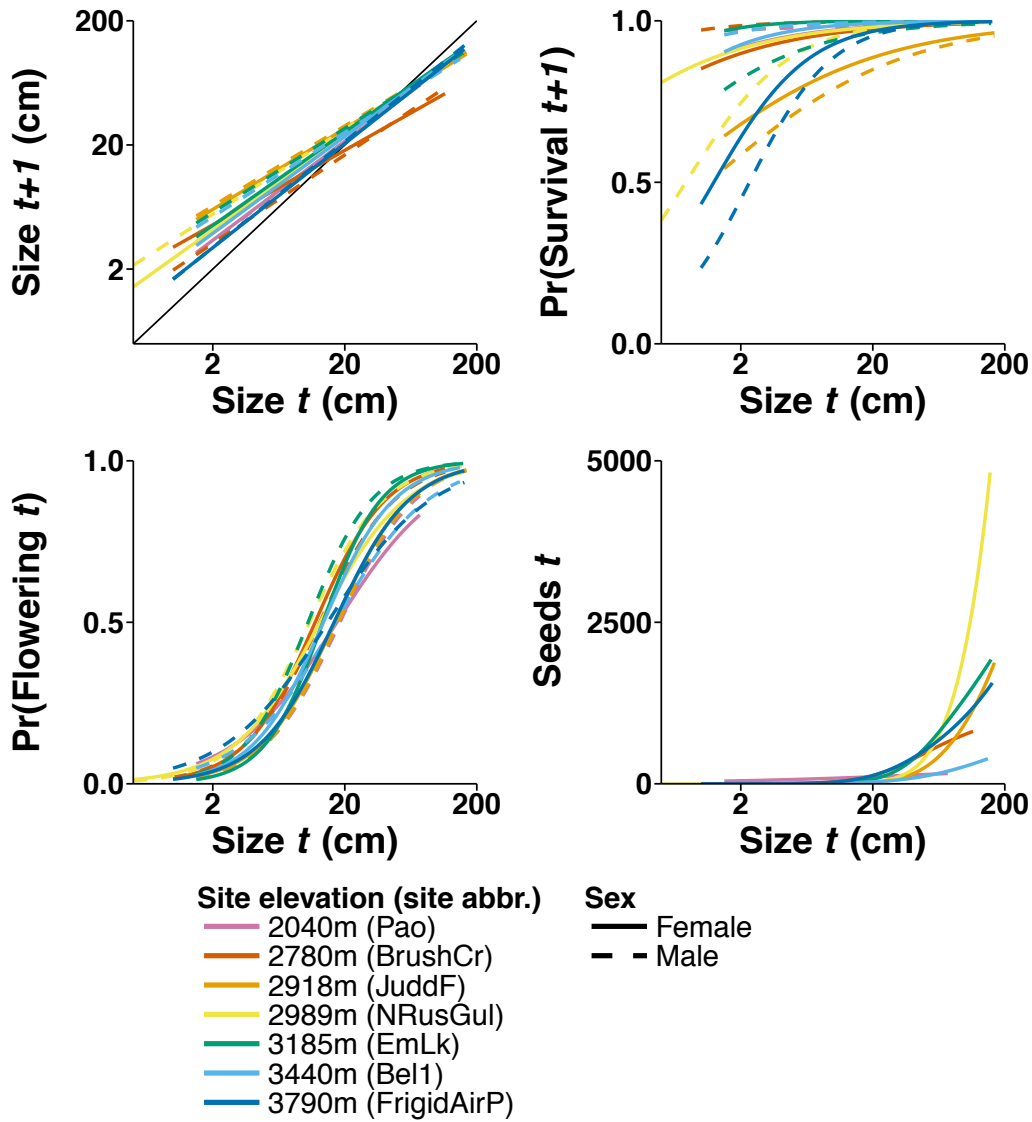 200
20
2
Size t+1 (cm)
2
20
200
Size t (cm)
1.0
0.5
0.0
Pr(Survival t+1)
2
20
200
Size t (cm)
1.0
0.5
0.0
Pr(Flowering t)
2
20
200
Size t (cm)
5000
2500
0
Seeds t
2
20
200
Size t (cm)
Site elevation (site abbr.)
2040m (Pao)
2780m (BrushCr)
2918m (JuddF)
2989m (NRusGul)
3185m (EmLk)
3440m (Bel1)
3790m (FrigidAirP)
Sex
Female
Male